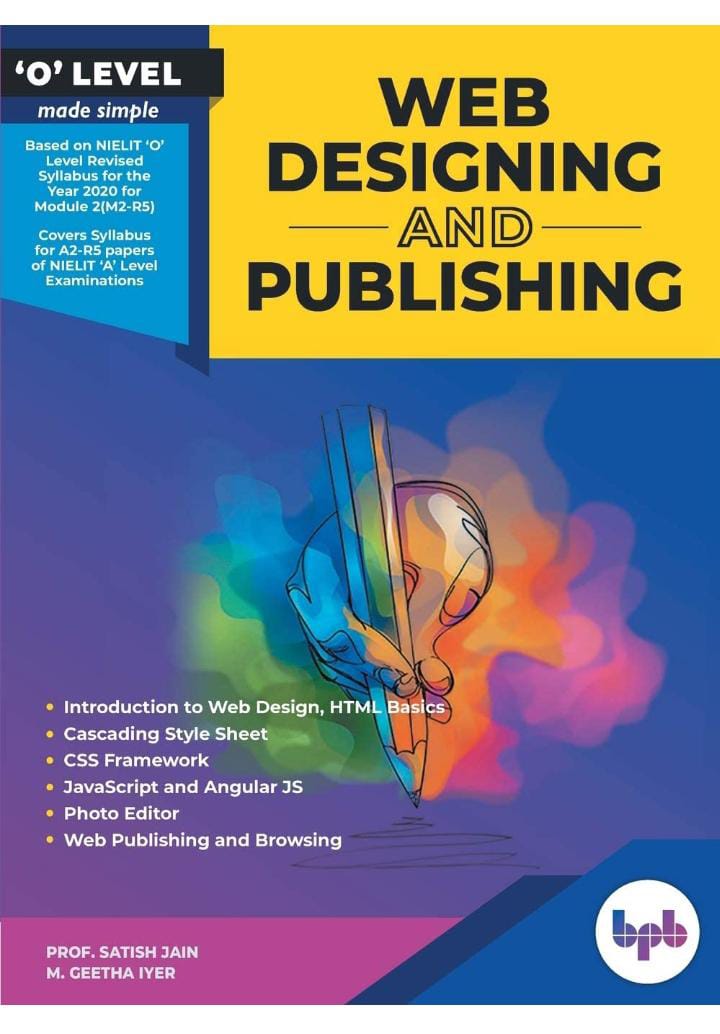 ‘O’ LEVEL
made simple
Based on NIELIT ‘O’
Level Revised
Syllabus for the
Year 2020 for
Module 2(M2-R5)
Covers Syllabus
for A2-R5 papers
of NIELIT ‘A’ Level
Examinations
WEB
DESIGNING
AND
PUBLISHING
• Introduction to Web Design, HTML Basics
• Cascading Style Sheet
• CSS Framework
• JavaScript and Angular JS
• Photo Editor
• Web Publishing and Browsing
PROF. SATISH JAIN
M. GEETHA IYER
bpb